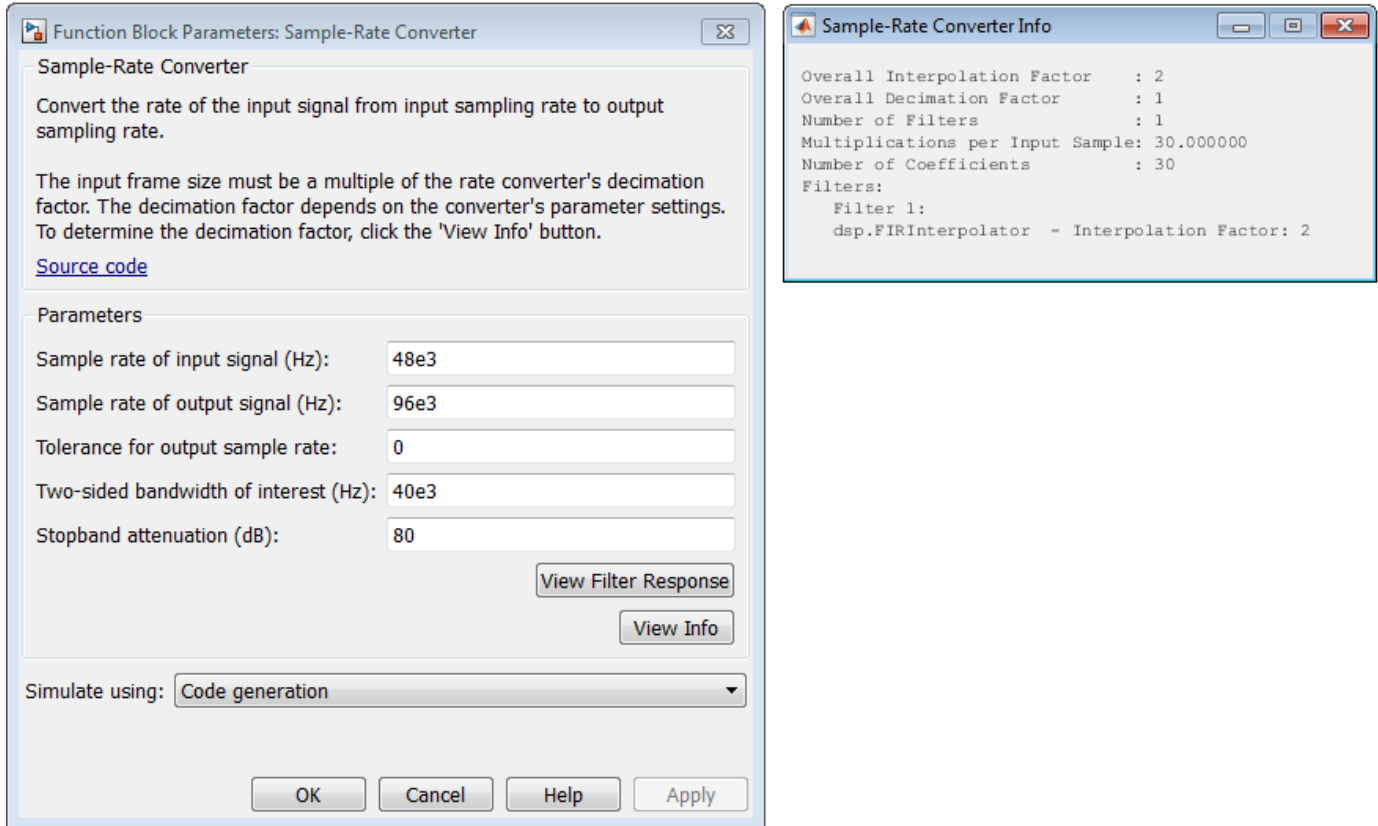 Function Block Parameters: Sample-Rate Converter
Sample-Rate Converter
Convert the rate of the input signal from input sampling rate to output
sampling rate.
The input frame size must be a multiple of the rate converter's decimation
factor. The decimation factor depends on the converter's parameter settings.
To determine the decimation factor, click the 'View Info' button.
Source code
Parameters
Sample rate of input signal (Hz): 48e3
Sample rate of output signal (Hz): 96e3
Tolerance for output sample rate: 0
Two-sided bandwidth of interest (Hz): 40e3
Stopband attenuation (dB): 80
View Filter Response
View Info
Simulate using: Code generation
OK Cancel Help Apply
Sample-Rate Converter Info
Overall Interpolation Factor : 2
Overall Decimation Factor : 1
Number of Filters : 1
Multiplications per Input Sample: 30.000000
Number of Coefficients : 30
Filters:
Filter 1:
dsp.FIRInterpolator - Interpolation Factor: 2